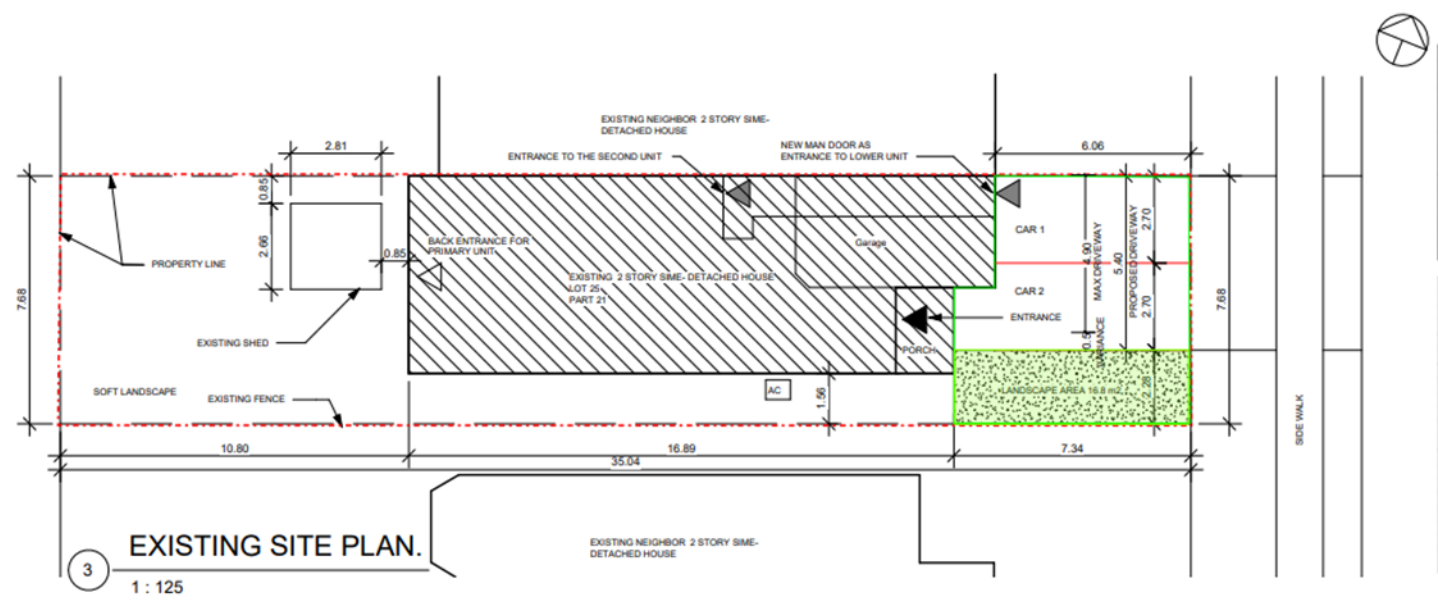 EXISTING NEIGHBOR 2 STORY SIME-
DETACHED HOUSE
2.81
ENTRANCE TO THE SECOND UNIT
NEW MAN DOOR AS
ENTRANCE TO LOWER UNIT
6.06
0.85
2.66
0.85
7.68
PROPERTY LINE
BACK ENTRANCE FOR
PRIMARY UNIT
Garage
EXISTING 2 STORY SIME- DETACHED HOUSE
LOT 25
PART 21
CAR 1
CAR 2
4.90
MAX DRIVEWAY
5.40
PROPOSED DRIVEWAY
2.70
2.70
7.68
ENTRANCE
PORCH
0.5
VARIANCE
EXISTING SHED
SOFT LANDSCAPE
EXISTING FENCE
AC
1.56
LANDSCAPE AREA 16.8 m2
2.28
SIDE WALK
10.80
16.89
7.34
35.04
EXISTING NEIGHBOR 2 STORY SIME-
DETACHED HOUSE
3
EXISTING SITE PLAN.
1 : 125